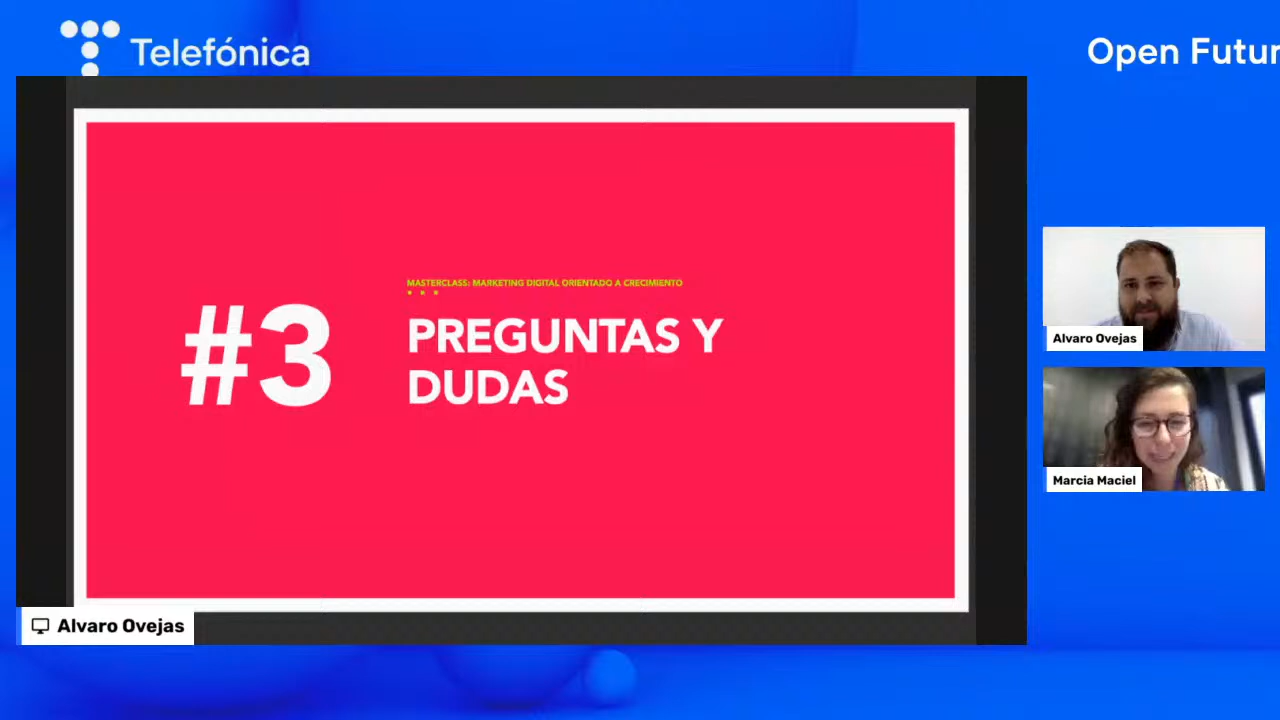 Telefónica
Open Futur
MASTERCLASS: MARKETING DIGITAL ORIENTADO A CRECIMIENTO
#3
PREGUNTAS Y
DUDAS
Alvaro Ovejas
Marcia Maciel
Alvaro Ovejas